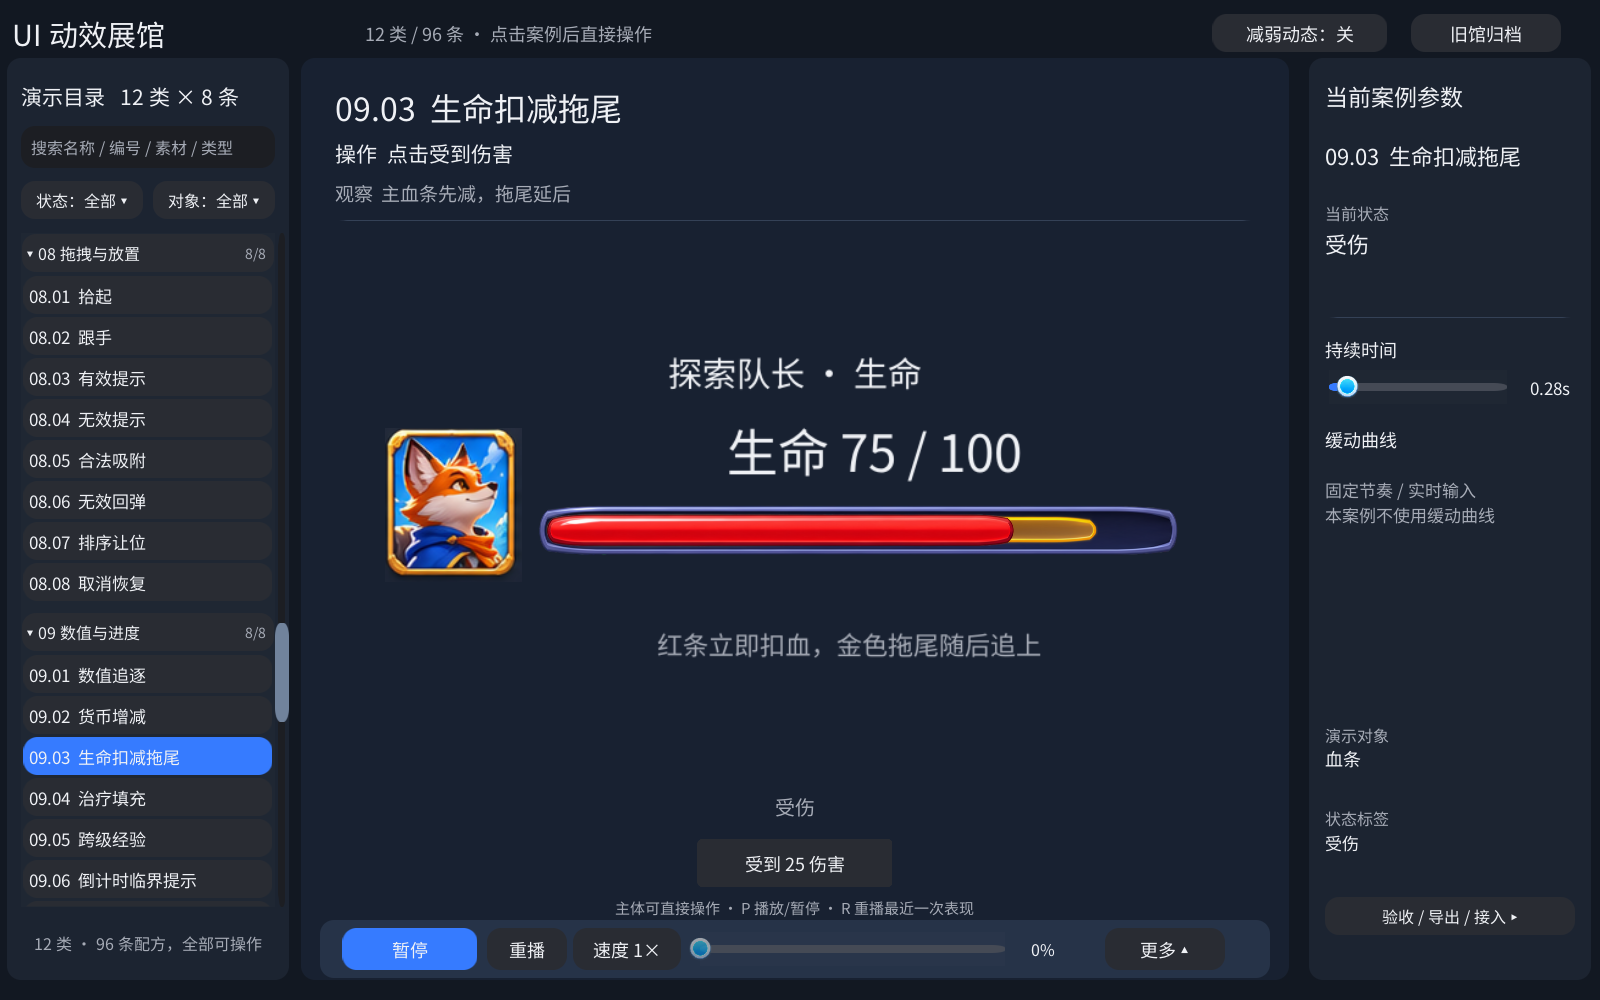 UI 动效展馆
12 类 / 96 条 · 点击案例后直接操作
减弱动态：关
旧馆归档
演示目录 12 类 × 8 条
搜索名称 / 编号 / 素材 / 类型
状态：全部 ▾
对象：全部 ▾
▾ 08 拖拽与放置 8/8
08.01 拾起
08.02 跟手
08.03 有效提示
08.04 无效提示
08.05 合法吸附
08.06 无效回弹
08.07 排序让位
08.08 取消恢复
▾ 09 数值与进度 8/8
09.01 数值追逐
09.02 货币增减
09.03 生命扣减拖尾
09.04 治疗填充
09.05 跨级经验
09.06 倒计时临界提示
12 类 · 96 条配方，全部可操作
09.03 生命扣减拖尾
操作 点击受到伤害
观察 主血条先减，拖尾延后
探索队长 · 生命
生命 75 / 100
红条立即扣血，金色拖尾随后追上
受伤
受到 25 伤害
主体可直接操作 · P 播放/暂停 · R 重播最近一次表现
暂停
重播
速度 1×
0%
更多 ▴
当前案例参数
09.03 生命扣减拖尾
当前状态
受伤
持续时间
0.28s
缓动曲线
固定节奏 / 实时输入
本案例不使用缓动曲线
演示对象
血条
状态标签
受伤
验收 / 导出 / 接入 ▸